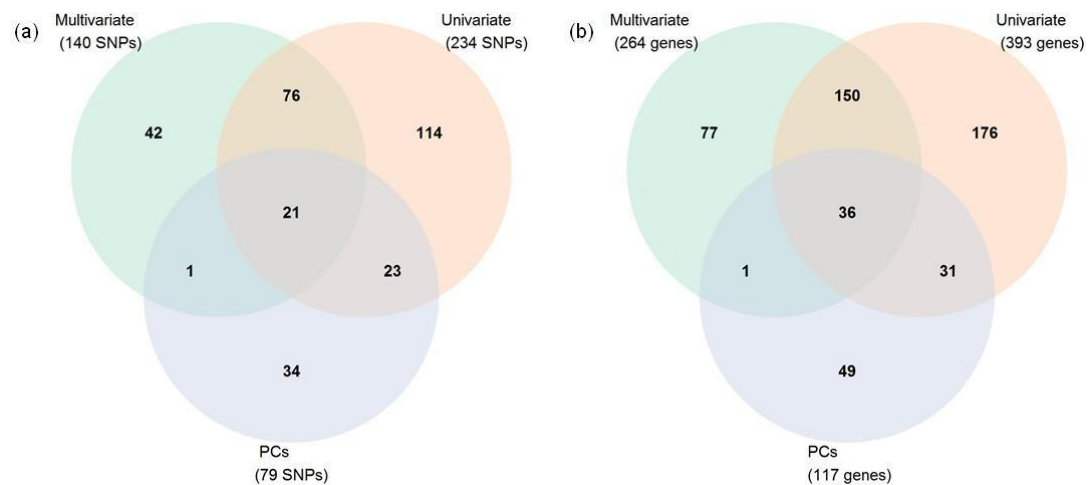 (a)
Multivariate
(140 SNPs)
Univariate
(234 SNPs)
76
42
114
21
1
23
34
PCs
(79 SNPs)
(b)
Multivariate
(264 genes)
Univariate
(393 genes)
150
77
176
36
1
31
49
PCs
(117 genes)